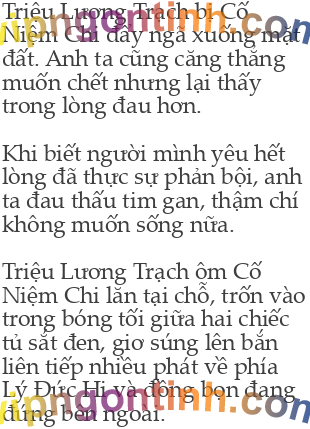 Triệu Lương Trạch bị Cố
Niệm Chi đẩy ngã xuống mặt
đất. Anh ta cũng căng thẳng
muốn chết nhưng lại thấy
trong lòng đau hơn.
Khi biết người mình yêu hết
lòng đã thực sự phản bội, anh
ta đau thấu tim gan, thậm chí
không muốn sống nữa.
Triệu Lương Trạch ôm Cố
Niệm Chi lăn tại chỗ, trốn vào
trong bóng tối giữa hai chiếc
tủ sắt đen, giơ súng lên bắn
liên tiếp nhiều phát về phía
Lý Đức Hỉ và đồng bọn đang
đứng bên ngoài.
vipngontinh.com
vipngontinh.com